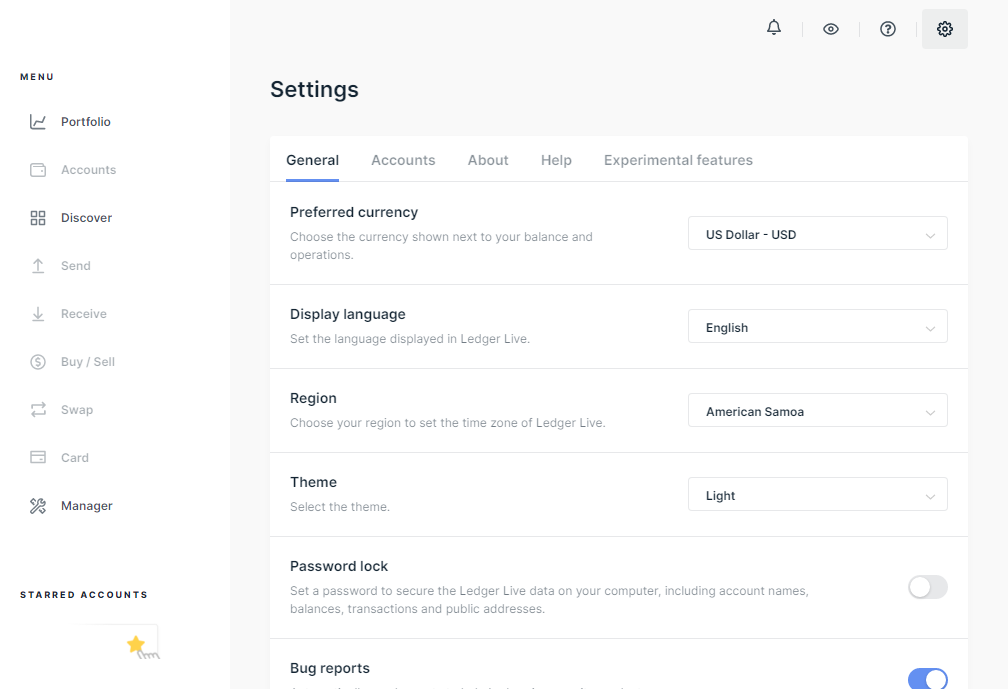 MENU
Portfolio
Accounts
Discover
Send
Receive
Buy / Sell
Swap
Card
Manager
STARRED ACCOUNTS
Settings
General Accounts About Help Experimental features
Preferred currency
Choose the currency shown next to your balance and
operations.
US Dollar - USD
Display language
Set the language displayed in Ledger Live.
English
Region
Choose your region to set the time zone of Ledger Live.
American Samoa
Theme
Select the theme.
Light
Password lock
Set a password to secure the Ledger Live data on your computer, including account names,
balances, transactions and public addresses.
Bug reports